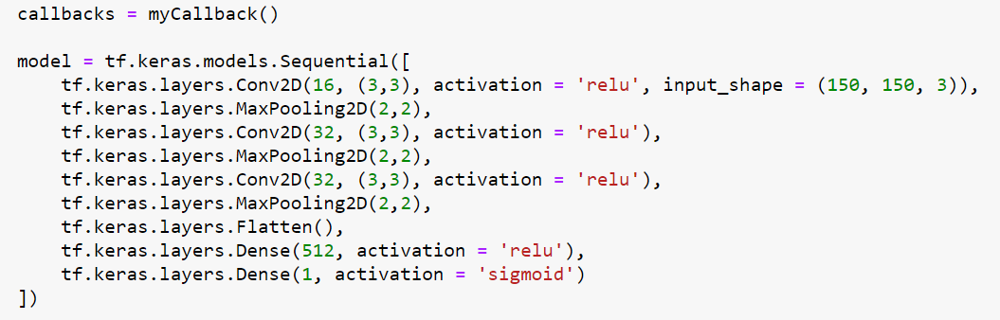 callbacks = myCallback()
model = tf.keras.models.Sequential([
    tf.keras.layers.Conv2D(16, (3,3), activation = 'relu', input_shape = (150, 150, 3)),
    tf.keras.layers.MaxPooling2D(2,2),
    tf.keras.layers.Conv2D(32, (3,3), activation = 'relu'),
    tf.keras.layers.MaxPooling2D(2,2),
    tf.keras.layers.Conv2D(32, (3,3), activation = 'relu'),
    tf.keras.layers.MaxPooling2D(2,2),
    tf.keras.layers.Flatten(),
    tf.keras.layers.Dense(512, activation = 'relu'),
    tf.keras.layers.Dense(1, activation = 'sigmoid')
])